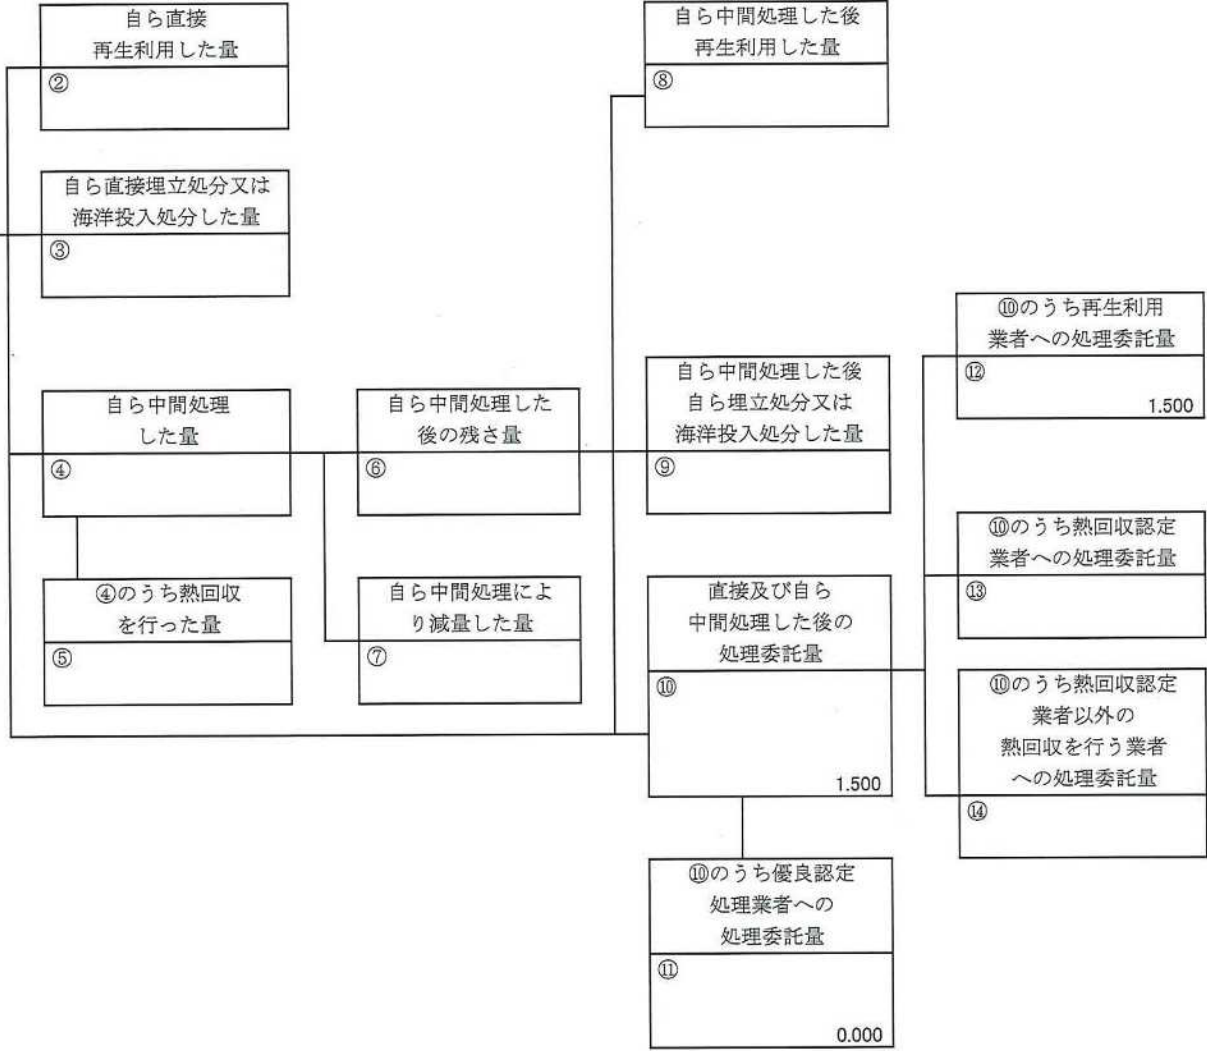 自ら直接
再生利用した量
②
自ら直接埋立処分又は
海洋投入処分した量
③
自ら中間処理
した量
④
④のうち熱回収
を行った量
⑤
自ら中間処理した
後の残さ量
⑥
自ら中間処理によ
り減量した量
⑦
自ら中間処理した後
再生利用した量
⑧
自ら中間処理した後
自ら埋立処分又は
海洋投入処分した量
⑨
直接及び自ら
中間処理した後の
処理委託量
⑩
1.500
⑩のうち優良認定
処理業者への
処理委託量
⑪
0.000
⑩のうち再生利用
業者への処理委託量
⑫
1.500
⑩のうち熱回収認定
業者への処理委託量
⑬
⑩のうち熱回収認定
業者以外の
熱回収を行う業者
への処理委託量
⑭